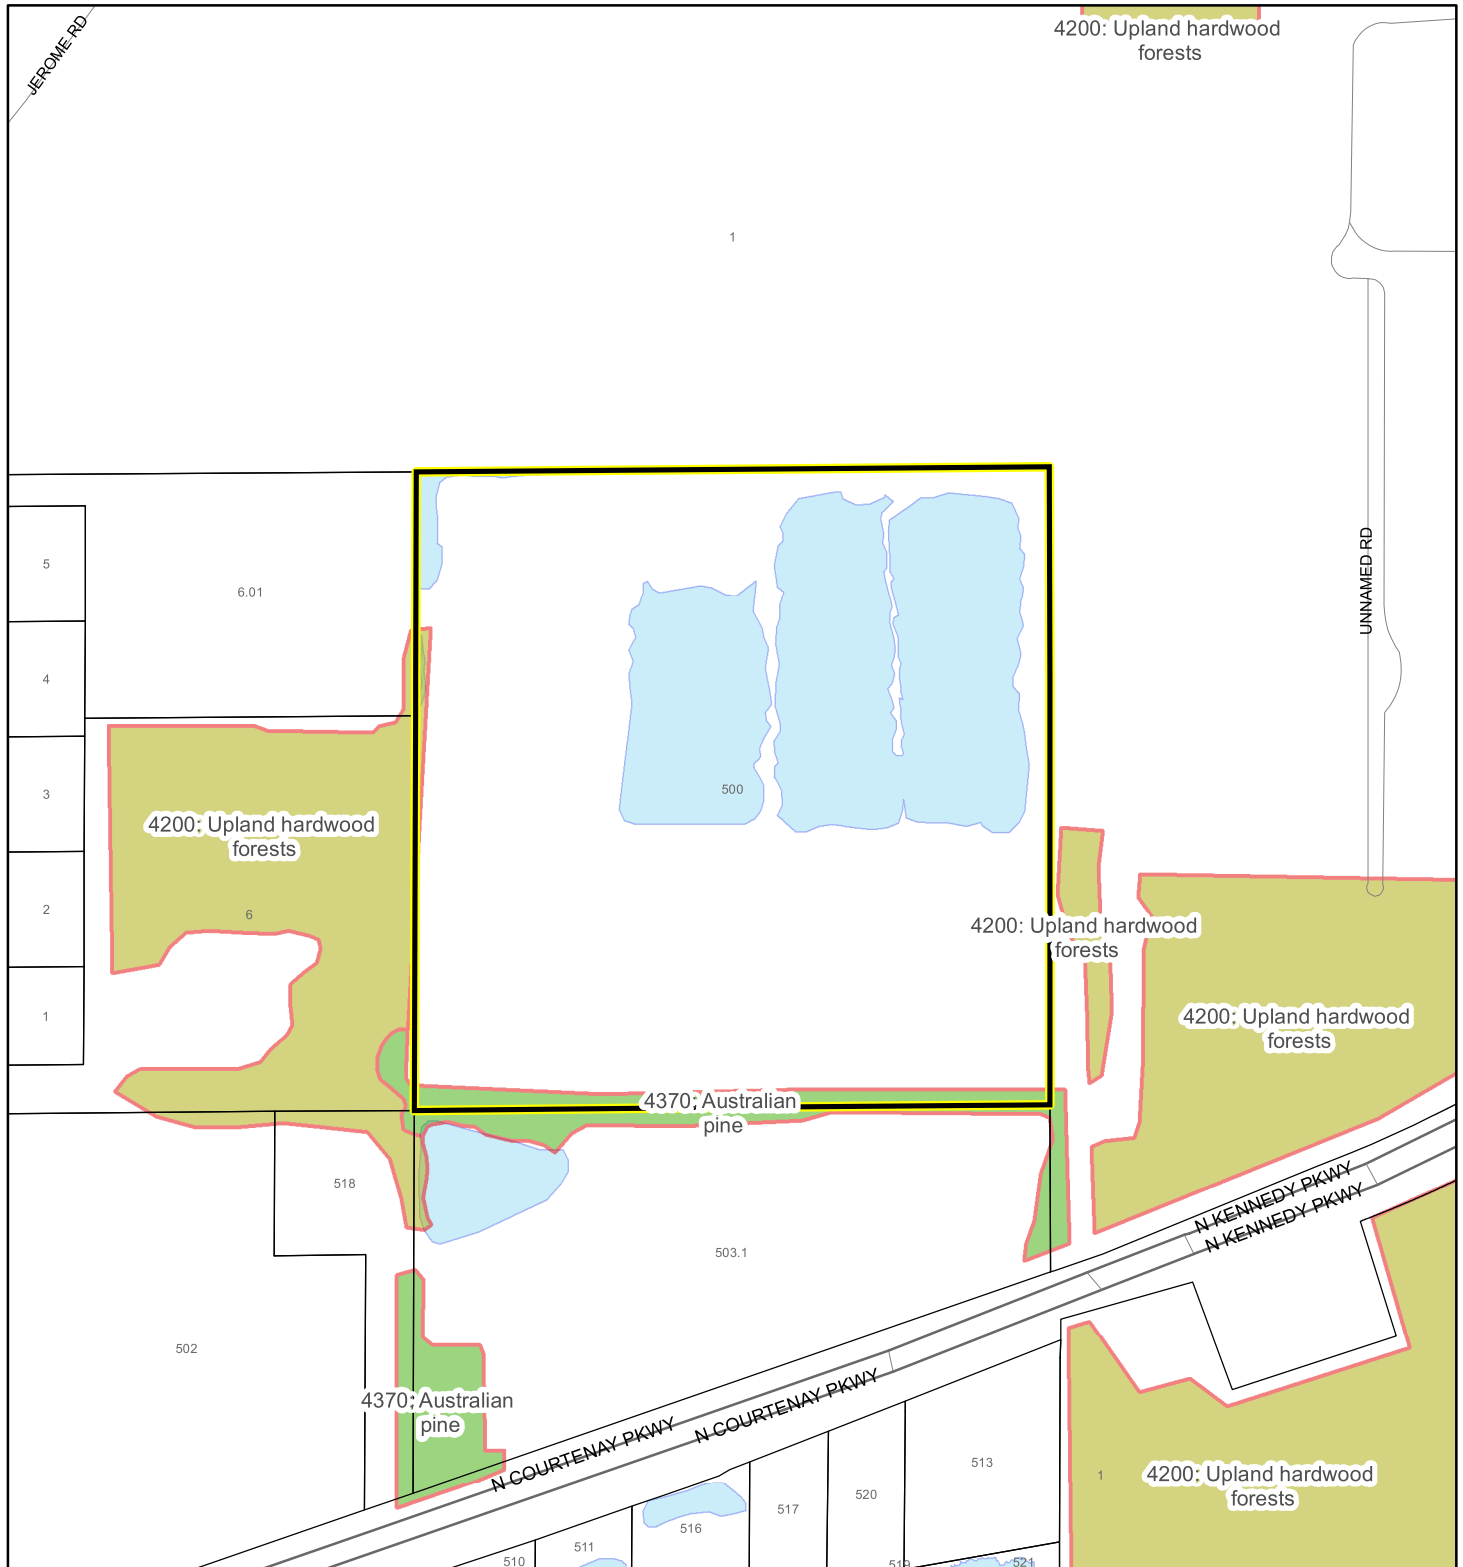 JEROME RD
4200: Upland hardwood
forests
1
UNNAMED RD
5
6.01
4
3
500
4200: Upland hardwood
forests
2
6
4200: Upland hardwood
forests
1
4200: Upland hardwood
forests
4370: Australian
pine
518
N KENNEDY PKWY
N KENNEDY PKWY
503.1
502
4370: Australian
pine
N COURTENAY PKWY
N COURTENAY PKWY
513
1
4200: Upland hardwood
forests
520
517
516
511
510
519
521